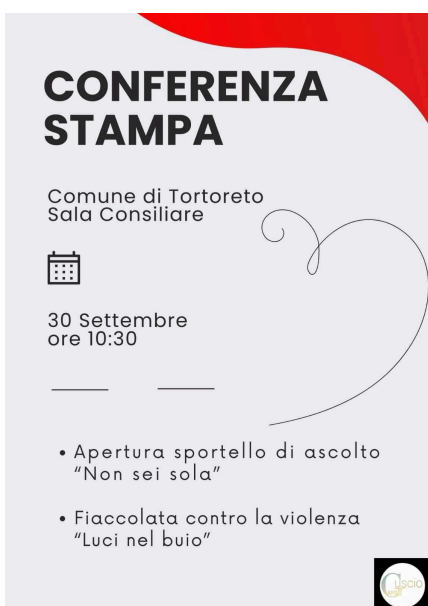 CONFERENZA
STAMPA
Comune di Tortoreto
Sala Consiliare
30 Settembre
ore 10:30
• Apertura sportello di ascolto
“Non sei sola”
• Fiaccolata contro la violenza
“Luci nel buio”